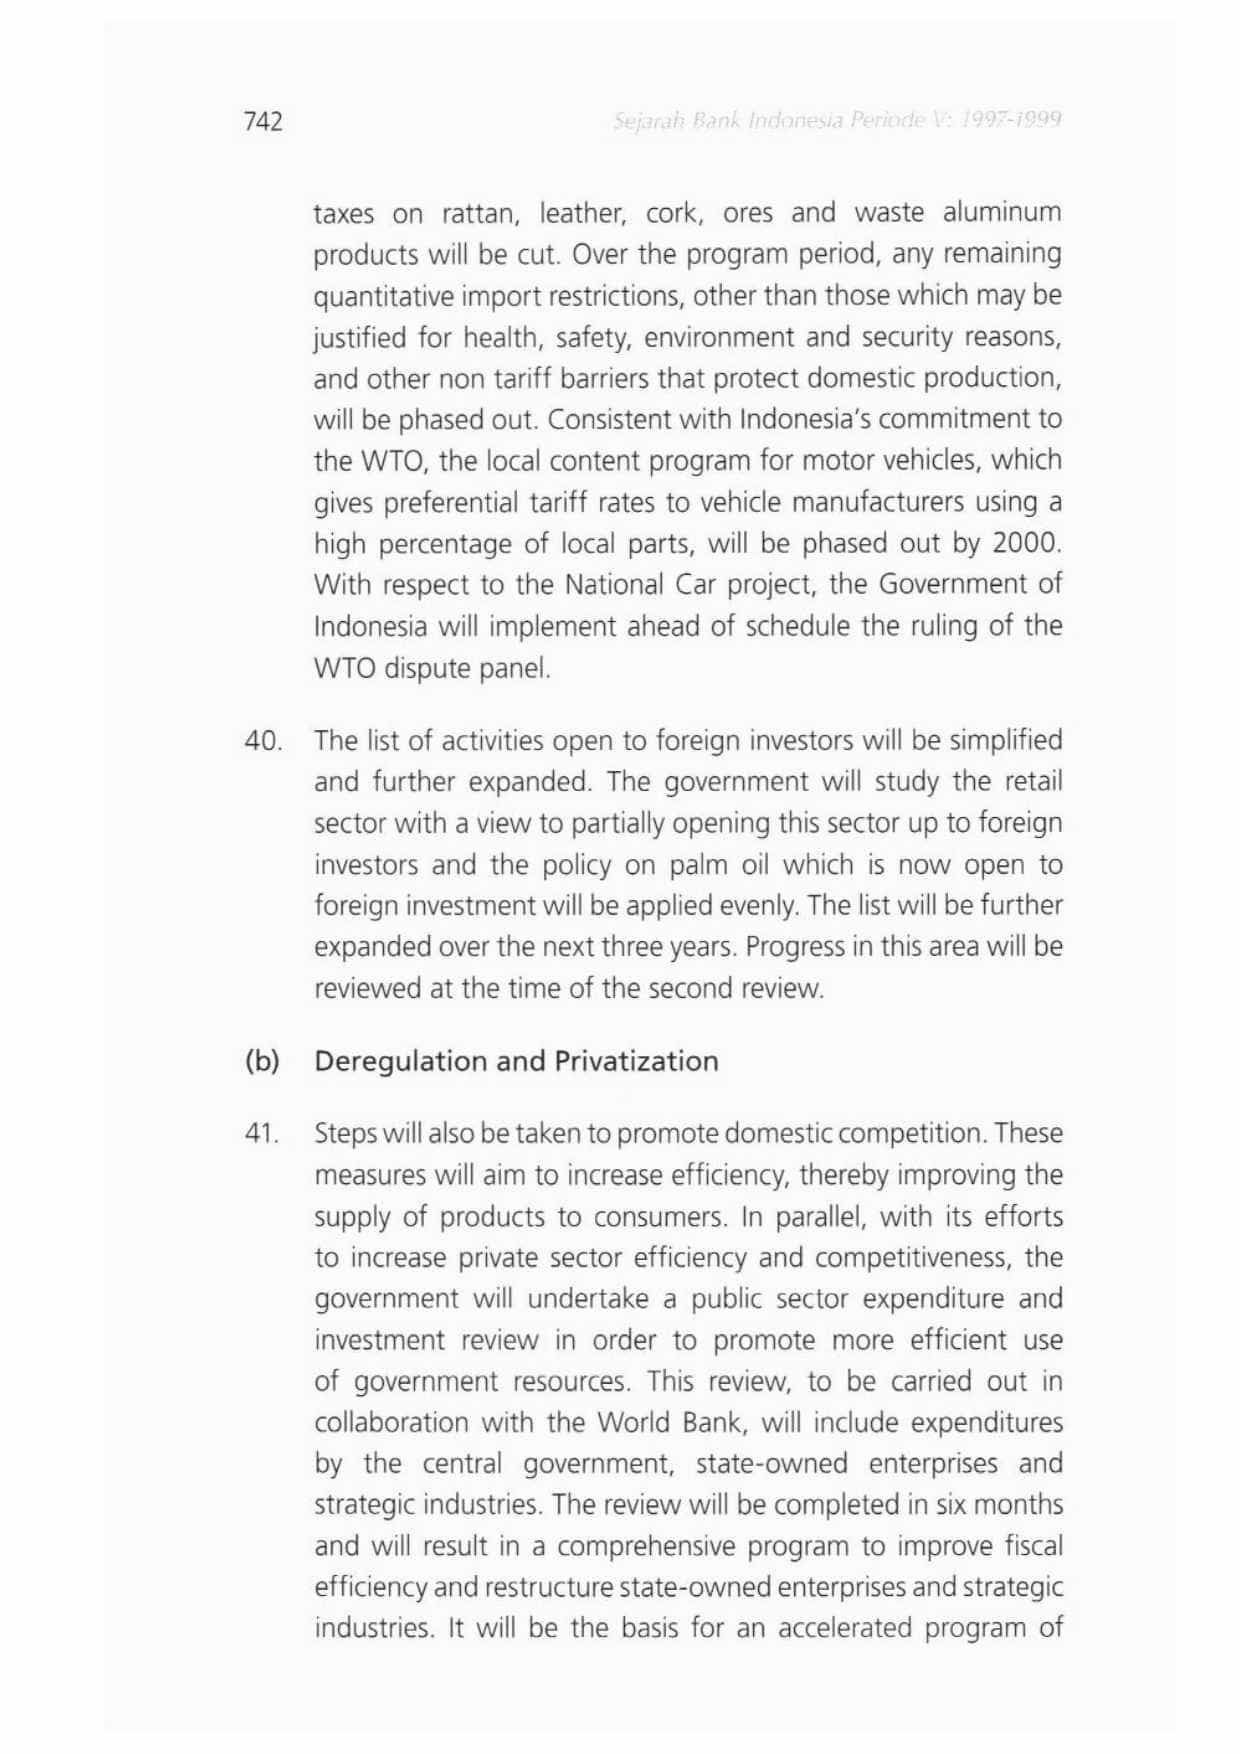 742
Sejarah Bank Indonesia Periode V: 1997-1999
taxes on rattan, leather, cork, ores and waste aluminum
products will be cut. Over the program period, any remaining
quantitative import restrictions, other than those which may be
justified for health, safety, environment and security reasons,
and other non tariff barriers that protect domestic production,
will be phased out. Consistent with Indonesia's commitment to
the WTO, the local content program for motor vehicles, which
gives preferential tariff rates to vehicle manufacturers using a
high percentage of local parts, will be phased out by 2000.
With respect to the National Car project, the Government of
Indonesia will implement ahead of schedule the ruling of the
WTO dispute panel.
40. The list of activities open to foreign investors will be simplified
and further expanded. The government will study the retail
sector with a view to partially opening this sector up to foreign
investors and the policy on palm oil which is now open to
foreign investment will be applied evenly. The list will be further
expanded over the next three years. Progress in this area will be
reviewed at the time of the second review.
(b) Deregulation and Privatization
41. Steps will also be taken to promote domestic competition. These
measures will aim to increase efficiency, thereby improving the
supply of products to consumers. In parallel, with its efforts
to increase private sector efficiency and competitiveness, the
government will undertake a public sector expenditure and
investment review in order to promote more efficient use
of government resources. This review, to be carried out in
collaboration with the World Bank, will include expenditures
by the central government, state-owned enterprises and
strategic industries. The review will be completed in six months
and will result in a comprehensive program to improve fiscal
efficiency and restructure state-owned enterprises and strategic
industries. It will be the basis for an accelerated program of